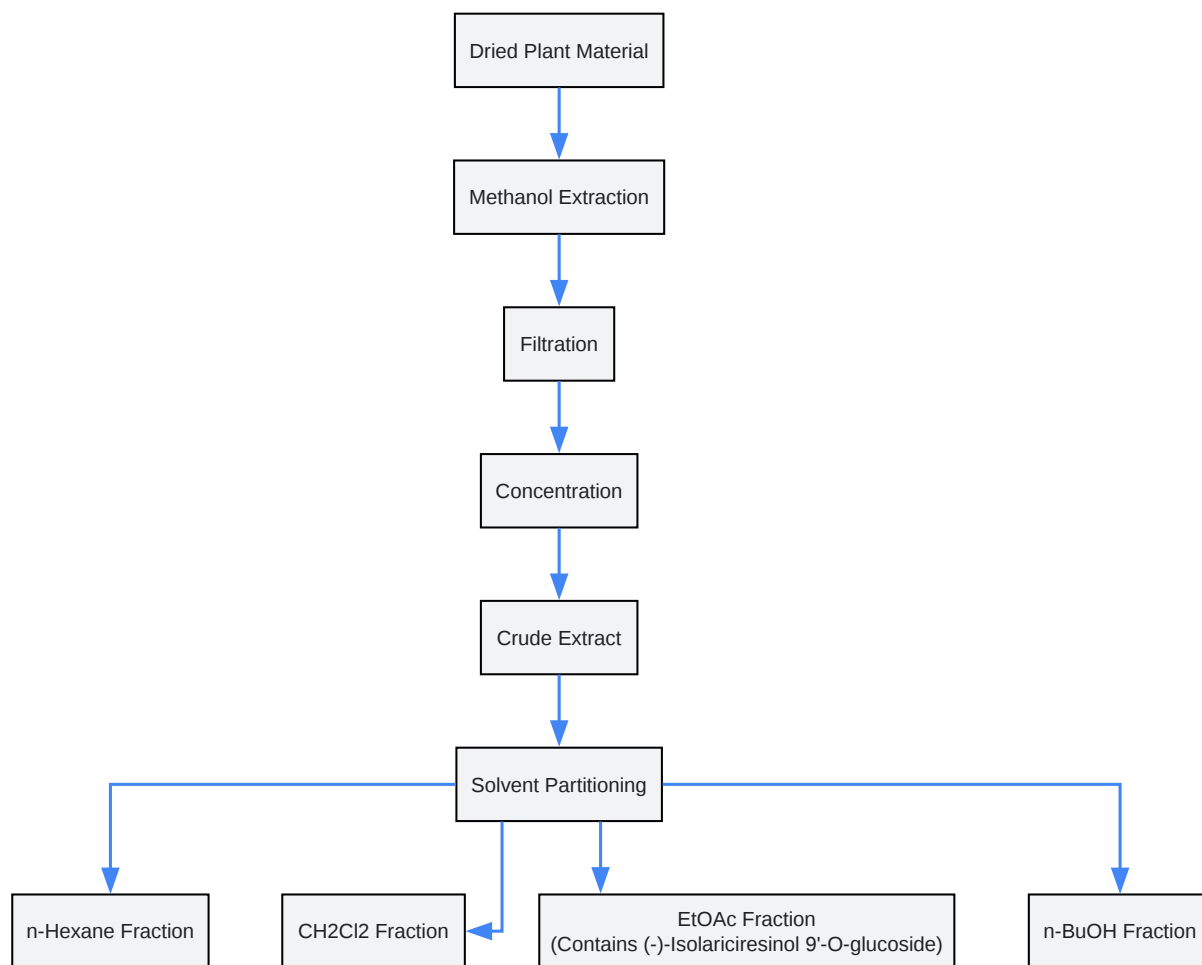 Dried Plant Material
Methanol Extraction
Filtration
Concentration
Crude Extract
Solvent Partitioning
n-Hexane Fraction
CH2Cl2 Fraction
EtOAc Fraction
(Contains (-)-Isolariciresinol 9'-O-glucoside)
n-BuOH Fraction